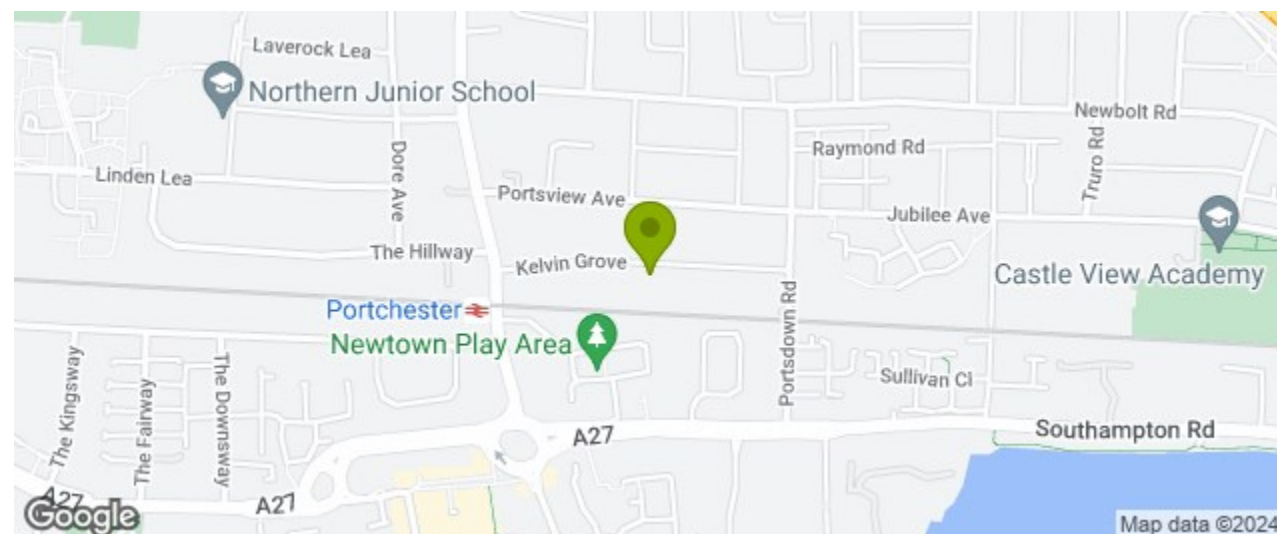 Laverock Lea
Northern Junior School
Newbolt Rd
Raymond Rd
Truro Rd
Dore Ave
Linden Lea
Portsview Ave
Jubilee Ave
The Hillway
Kelvin Grove
Castle View Academy
Portchester
Portsdown Rd
Newtown Play Area
The Kingsway
The Fairway
The Downsway
Sullivan Cl
A27
Southampton Rd
A27
A27
Google
Map data ©2024